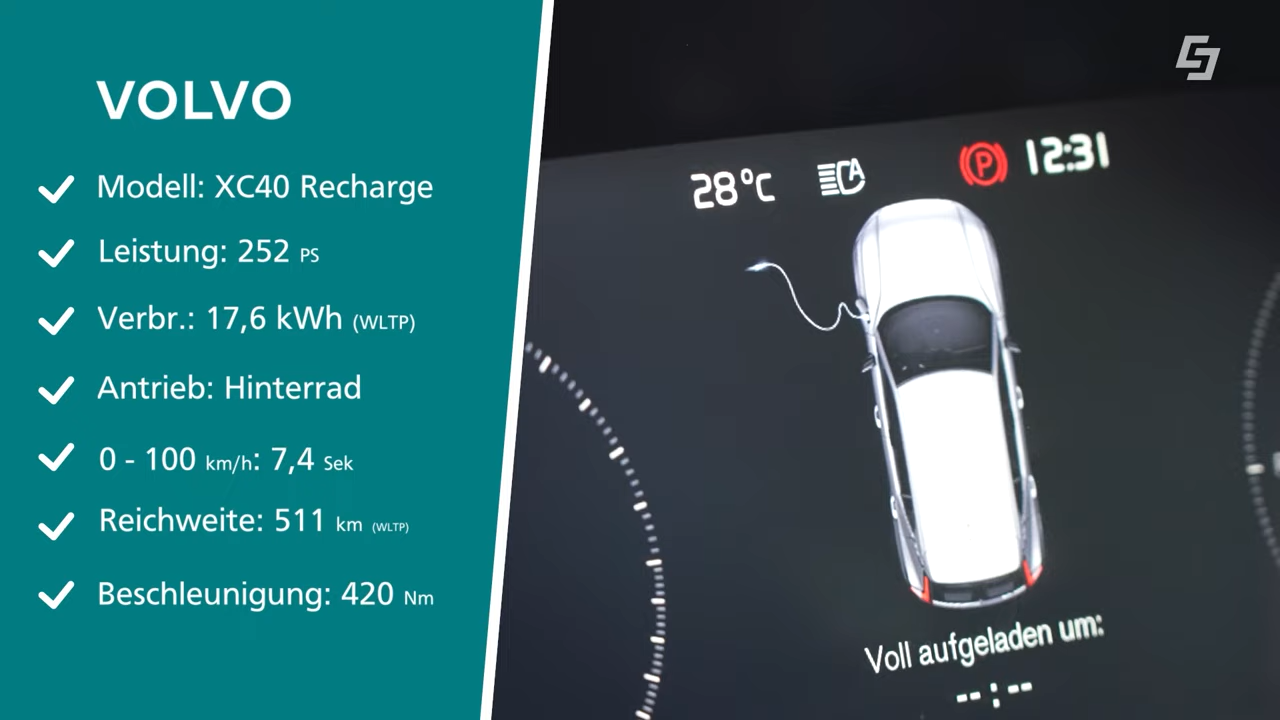 VOLVO
Modell: XC40 Recharge
Leistung: 252 PS
Verbr.: 17,6 kWh (WLTP)
Antrieb: Hinterrad
0 - 100 km/h: 7,4 Sek
Reichweite: 511 km (WLTP)
Beschleunigung: 420 Nm
28°C
A
P
12:31
Voll aufgeladen um:
--:--